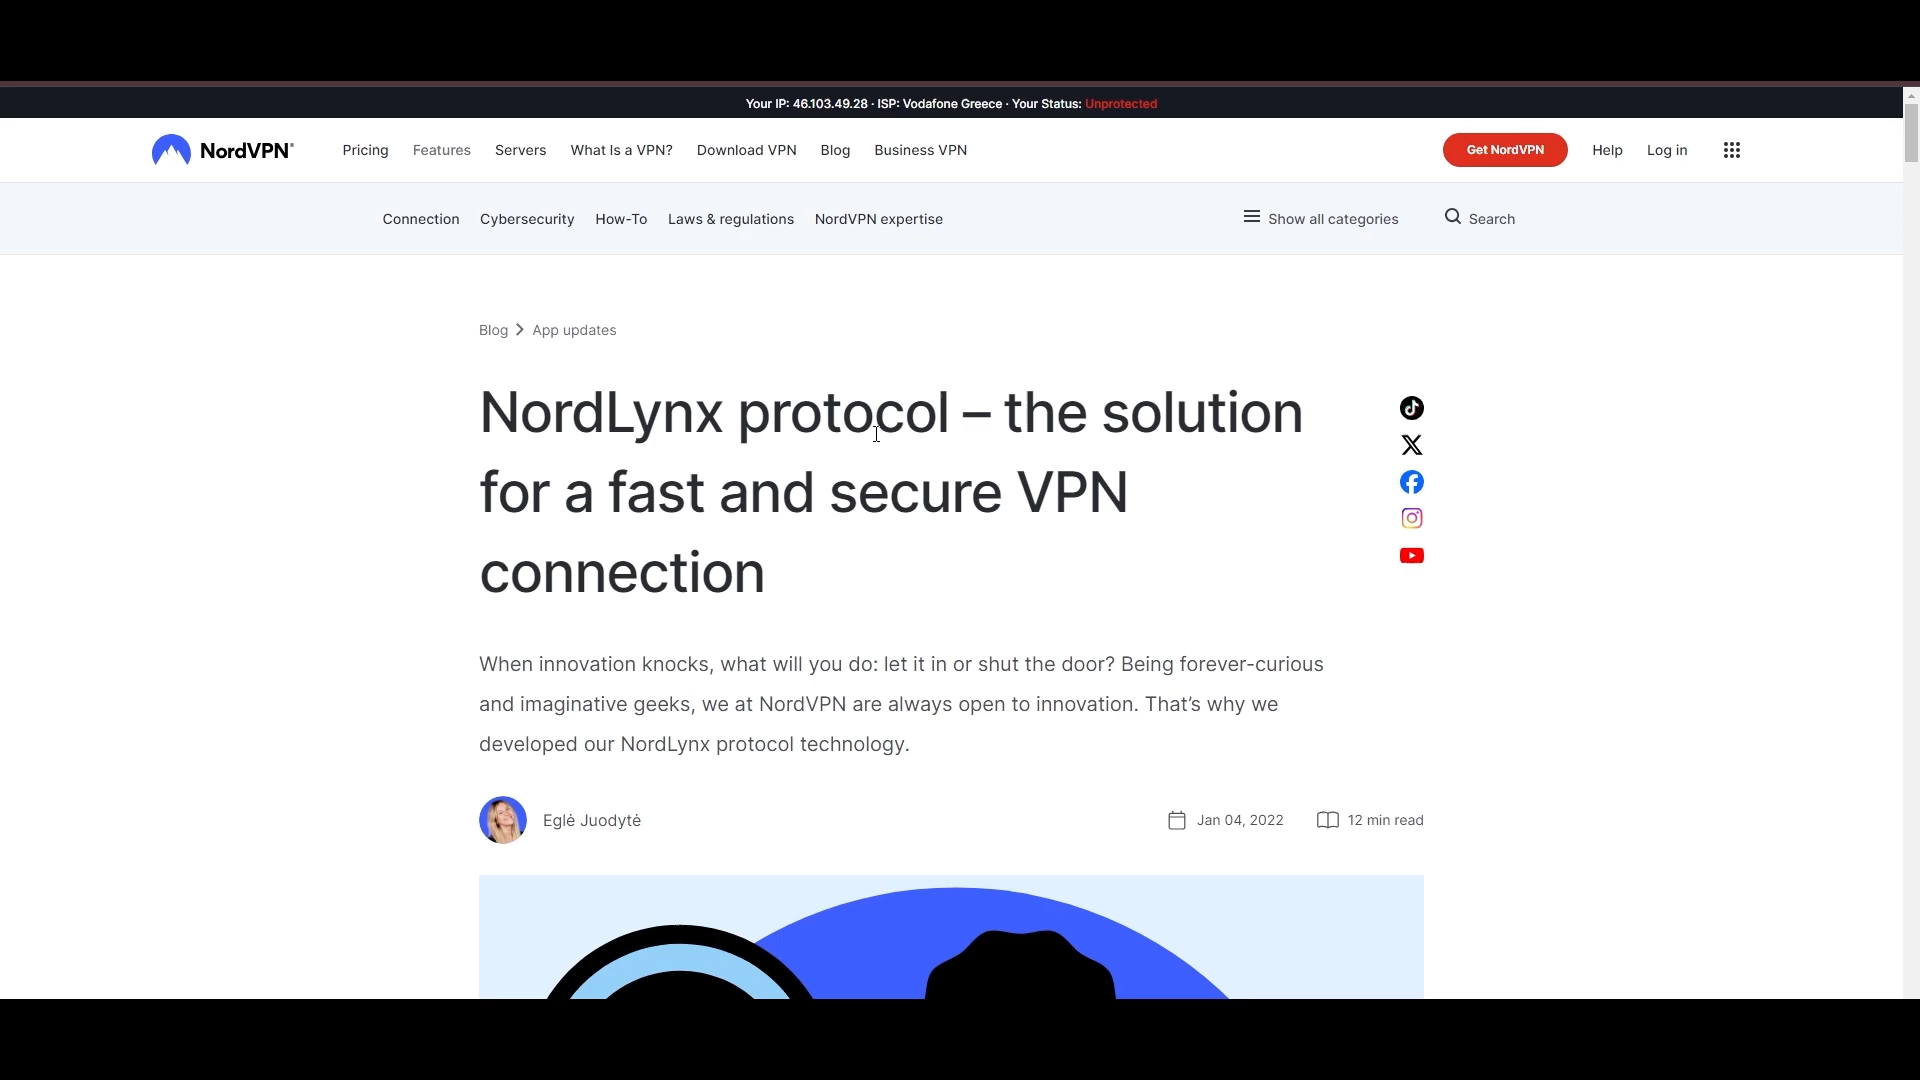 Your IP: 46.103.49.28 · ISP: Vodafone Greece · Your Status: Unprotected
NordVPN®
Pricing Features Servers What Is a VPN? Download VPN Blog Business VPN
Get NordVPN Help Log in
Connection Cybersecurity How-To Laws & regulations NordVPN expertise
Show all categories Search
Blog App updates
NordLynx protocol – the solution
for a fast and secure VPN
connection
When innovation knocks, what will you do: let it in or shut the door? Being forever-curious
and imaginative geeks, we at NordVPN are always open to innovation. That’s why we
developed our NordLynx protocol technology.
Eglė Juodytė
Jan 04, 2022 12 min read